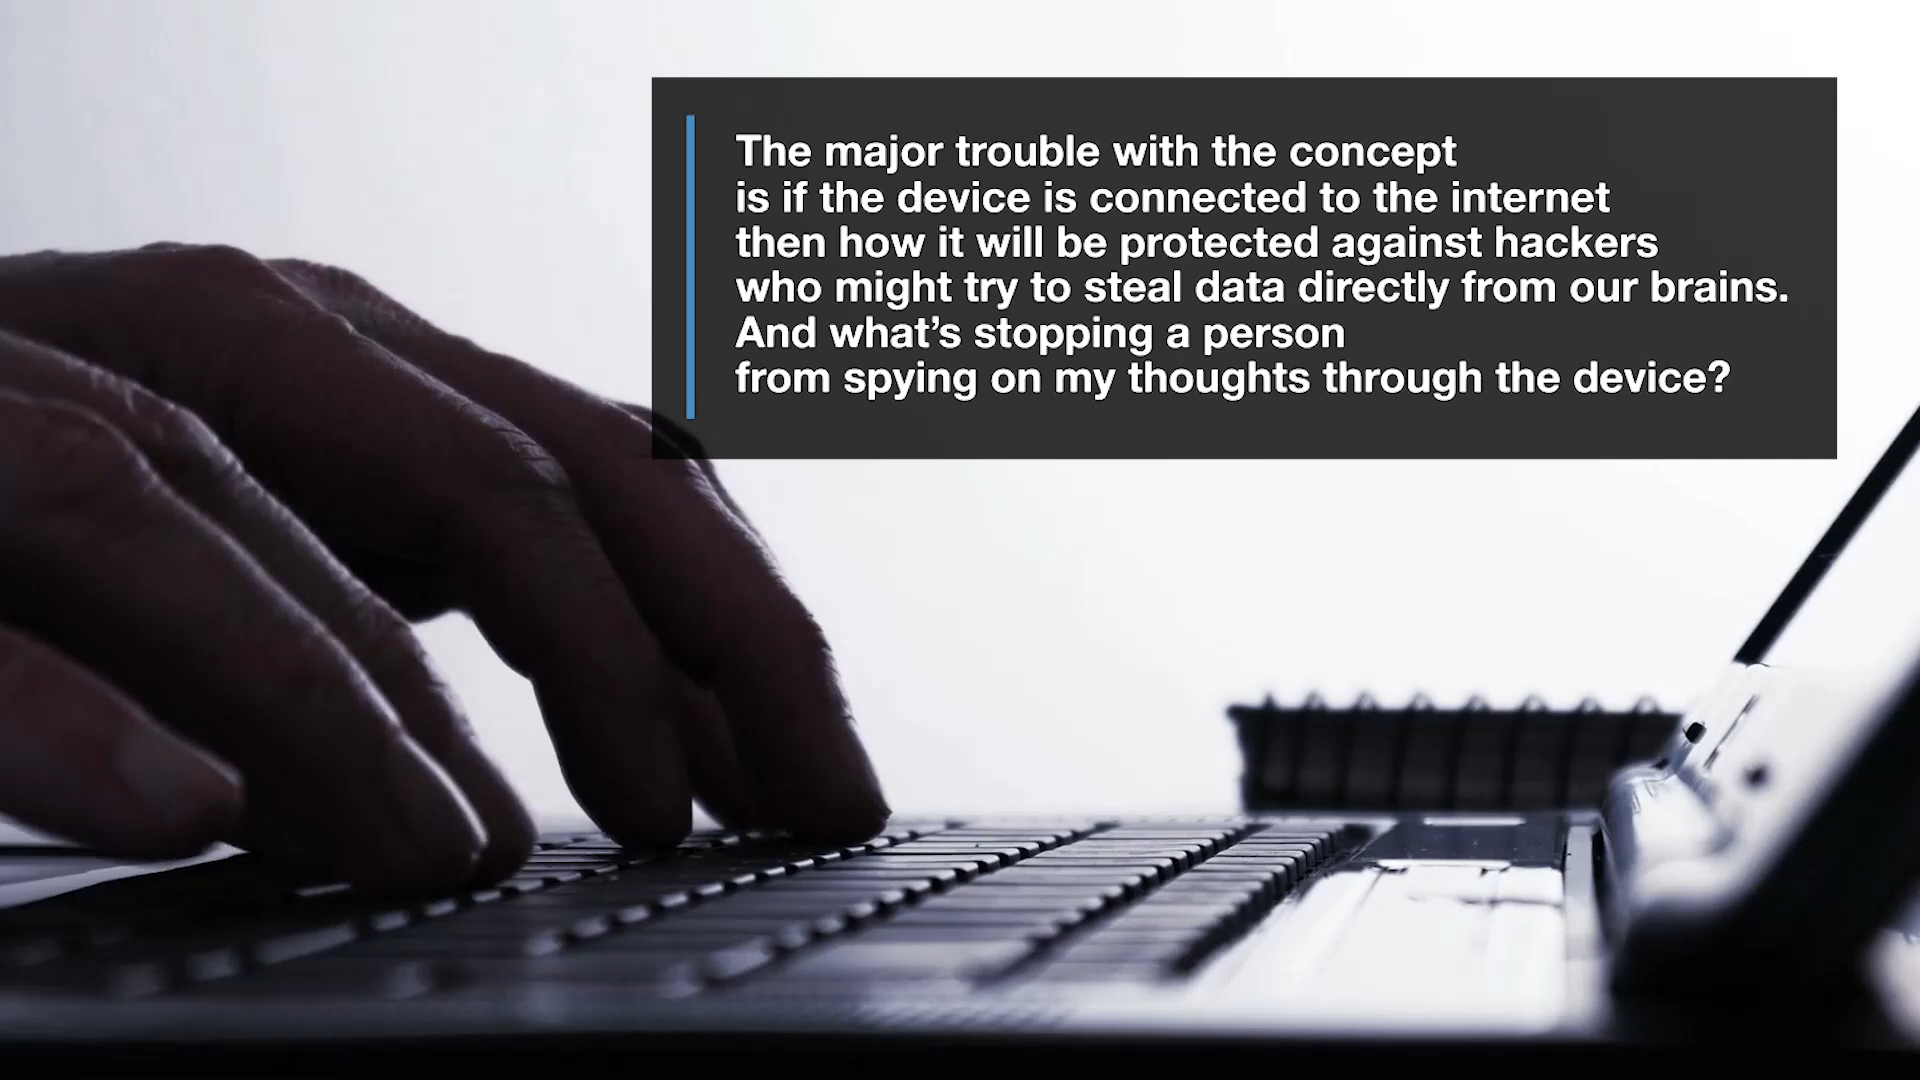 The major trouble with the concept
is if the device is connected to the internet
then how it will be protected against hackers
who might try to steal data directly from our brains.
And what’s stopping a person
from spying on my thoughts through the device?